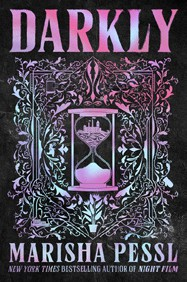 DARKLY
MARISHA PESSL
NEW YORK TIMES BESTSELLING AUTHOR OF NIGHT FILM